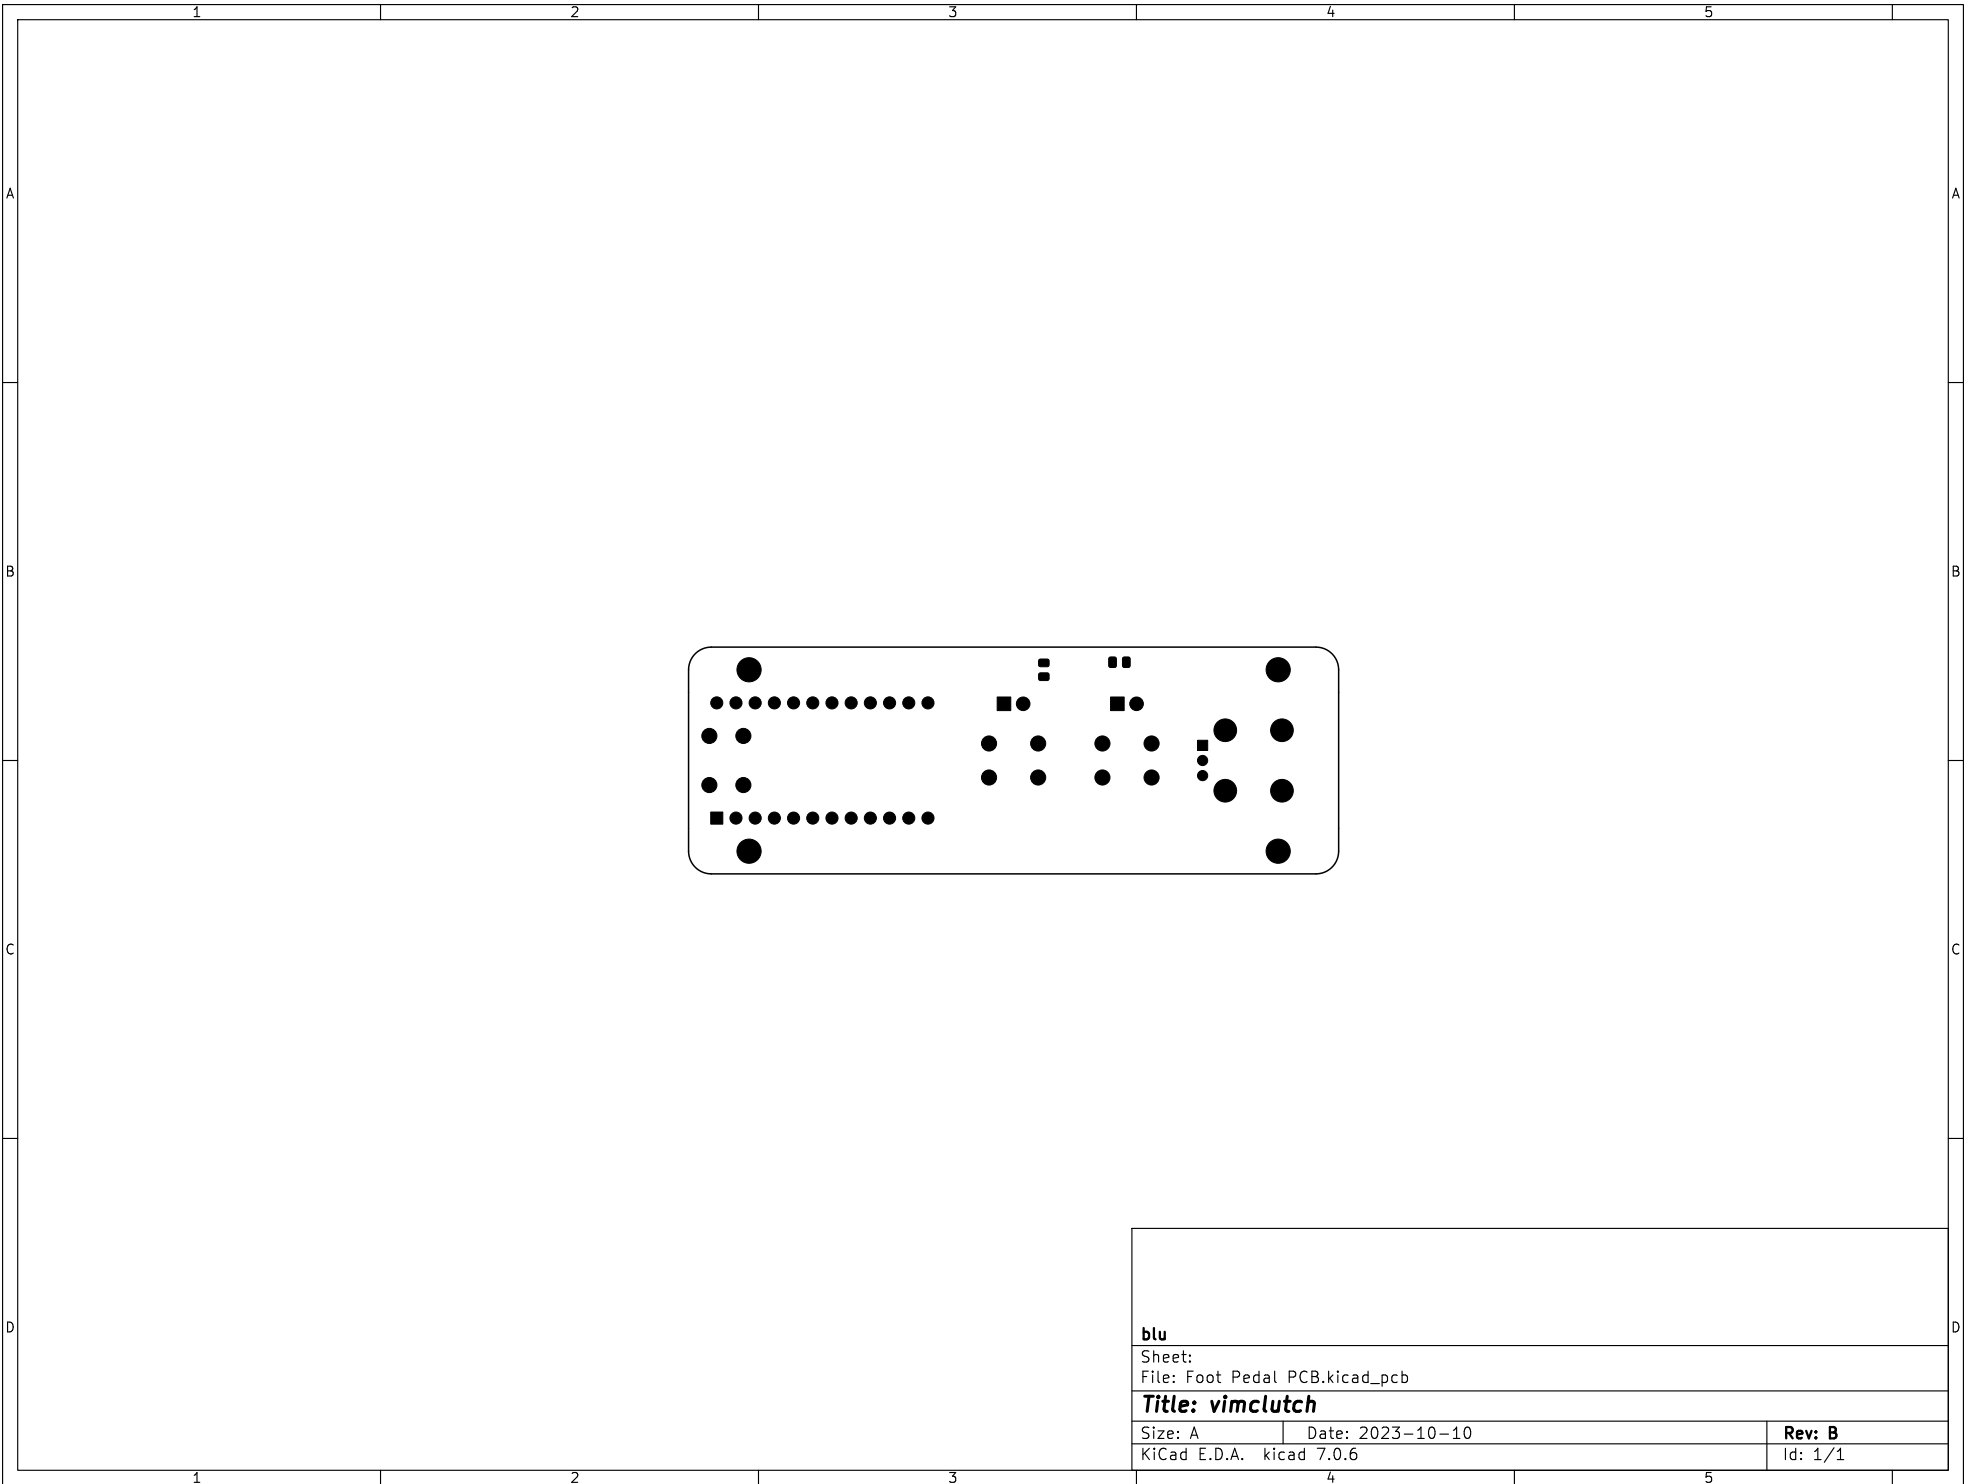 1 2 3 4 5
A A
B B
C C
D D
blu
Sheet:
File: Foot Pedal PCB.kicad_pcb
Title: vimclutch
Size: A Date: 2023-10-10 Rev: B
KiCad E.D.A. kicad 7.0.6 Id: 1/1
1 2 3 4 5